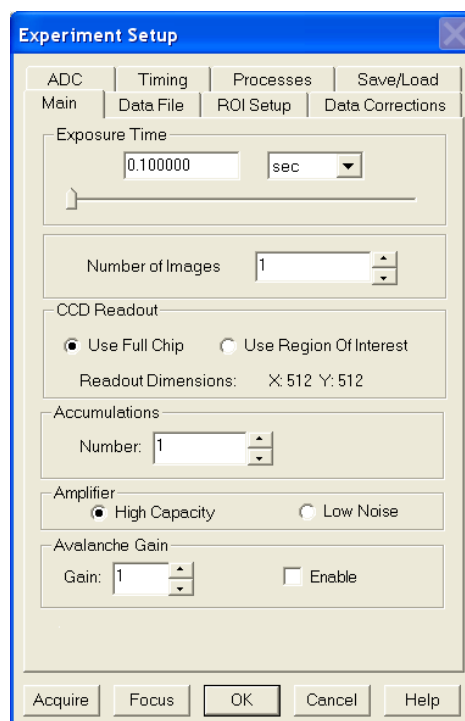 Experiment Setup
ADC Timing Processes Save/Load
Main Data File ROI Setup Data Corrections
Exposure Time
0.100000 sec
Number of Images 1
CCD Readout
Use Full Chip Use Region Of Interest
Readout Dimensions: X: 512 Y: 512
Accumulations
Number: 1
Amplifier
High Capacity Low Noise
Avalanche Gain
Gain: 1 Enable
Acquire Focus OK Cancel Help